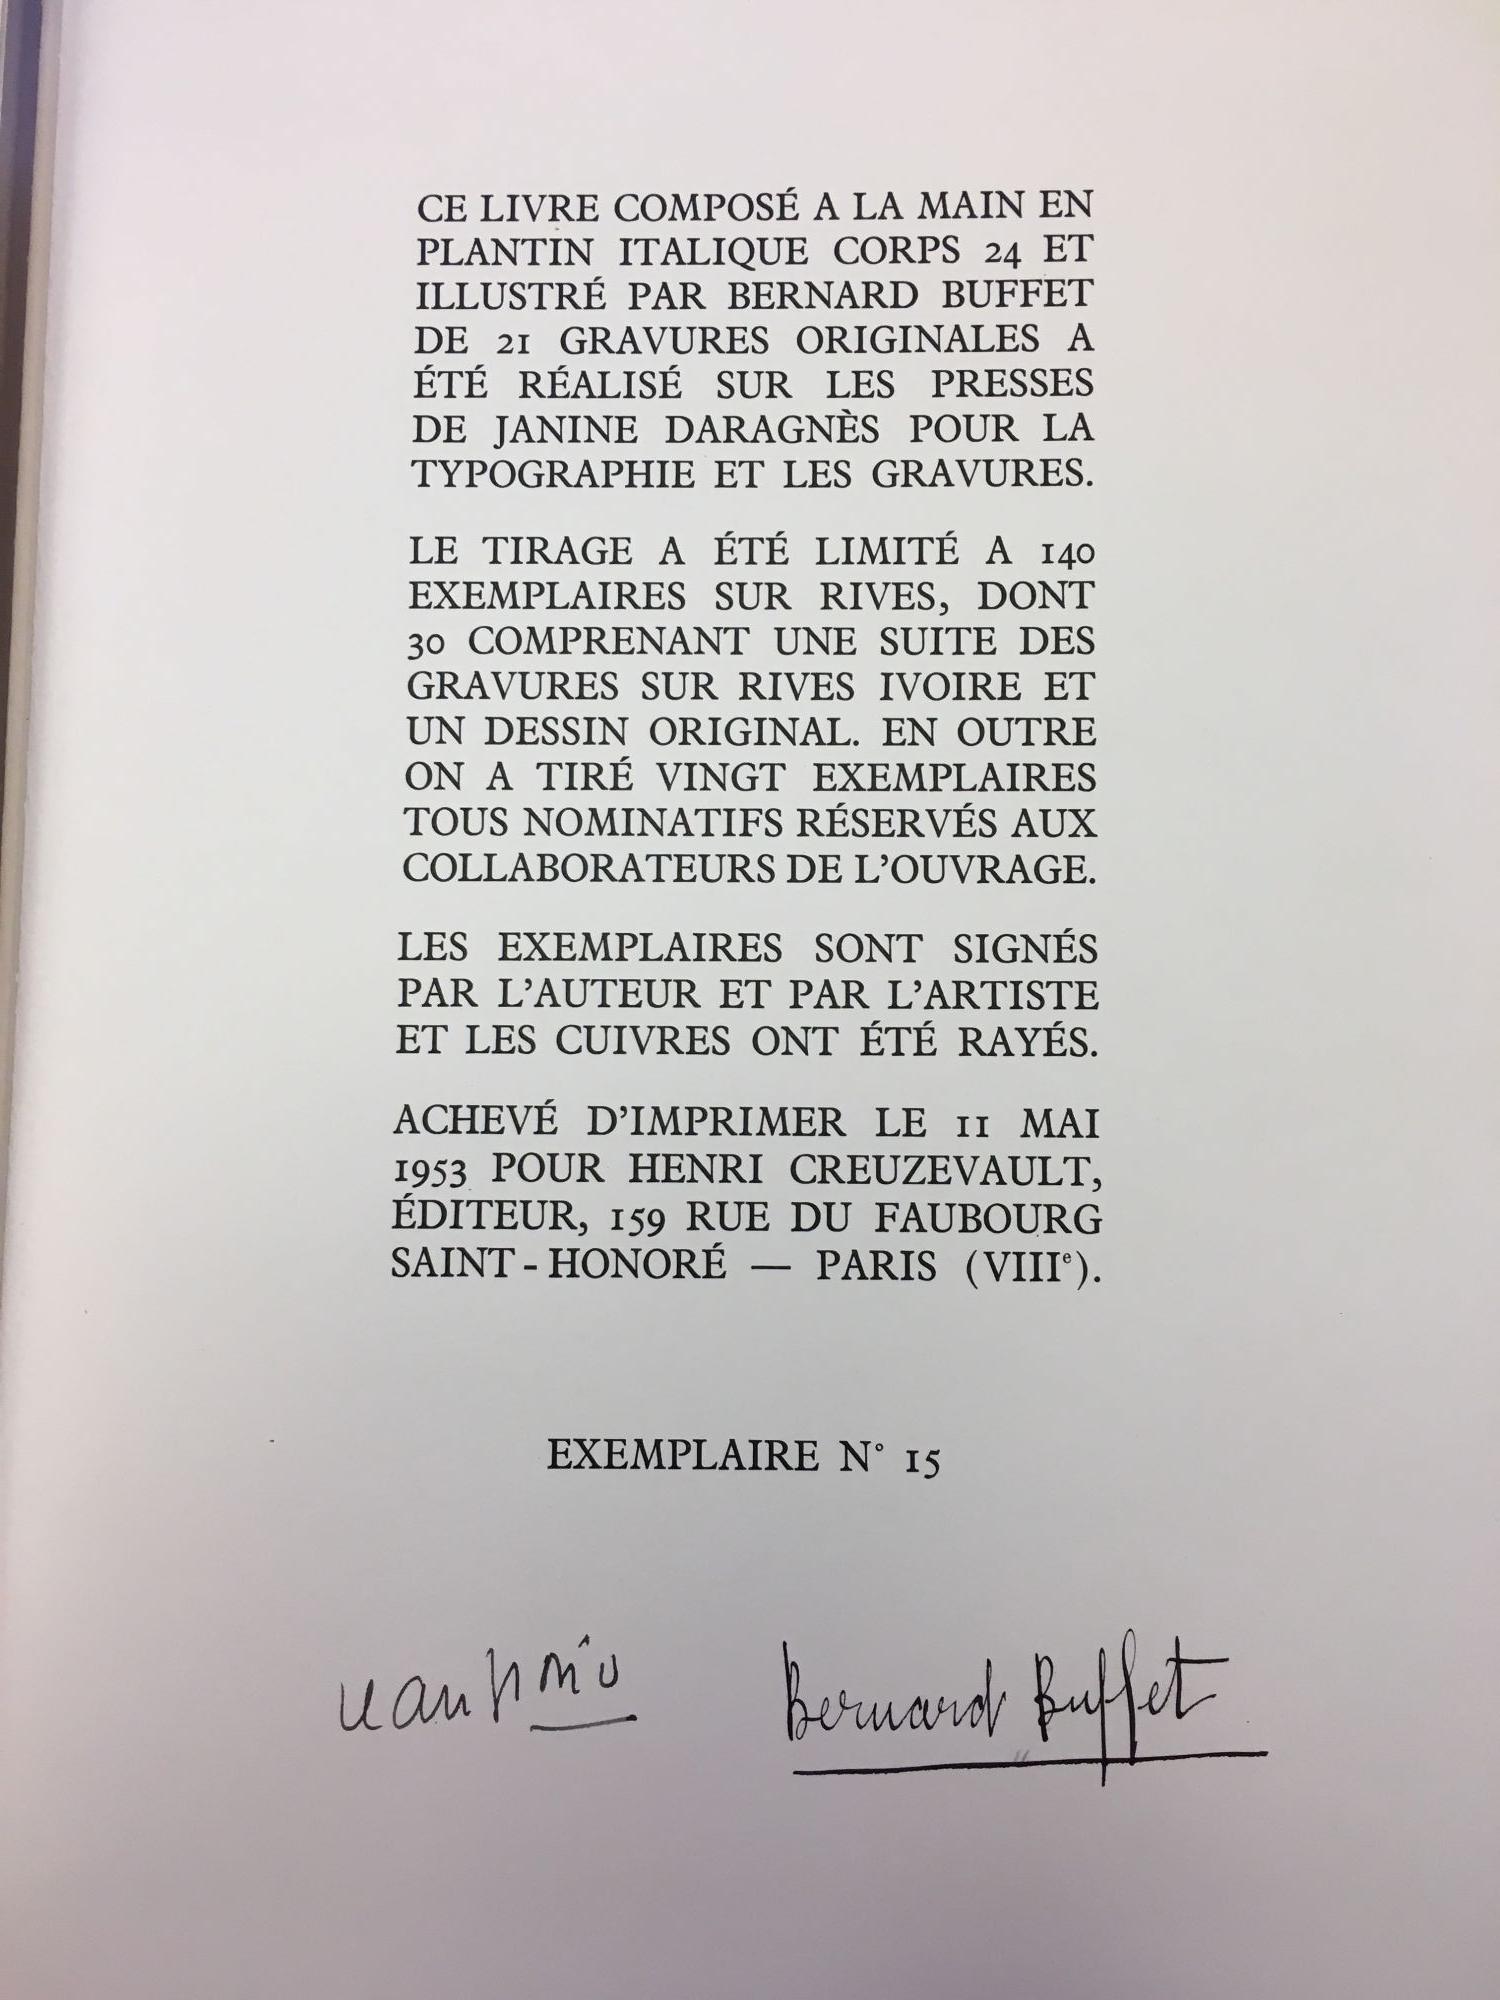 CE LIVRE COMPOSÉ A LA MAIN EN
PLANTIN ITALIQUE CORPS 24 ET
ILLUSTRÉ PAR BERNARD BUFFET
DE 21 GRAVURES ORIGINALES A
ÉTÉ RÉALISÉ SUR LES PRESSES
DE JANINE DARAGNÈS POUR LA
TYPOGRAPHIE ET LES GRAVURES.
LE TIRAGE A ÉTÉ LIMITÉ A 140
EXEMPLAIRES SUR RIVES, DONT
30 COMPRENANT UNE SUITE DES
GRAVURES SUR RIVES IVOIRE ET
UN DESSIN ORIGINAL. EN OUTRE
ON A TIRÉ VINGT EXEMPLAIRES
TOUS NOMINATIFS RÉSERVÉS AUX
COLLABORATEURS DE L'OUVRAGE.
LES EXEMPLAIRES SONT SIGNÉS
PAR L'AUTEUR ET PAR L'ARTISTE
ET LES CUIVRES ONT ÉTÉ RAYÉS.
ACHEVÉ D'IMPRIMER LE 11 MAI
1953 POUR HENRI CREUZEVAULT,
ÉDITEUR, 159 RUE DU FAUBOURG
SAINT-HONORÉ — PARIS (VIIIe).
EXEMPLAIRE N° 15
Bernard Buffet